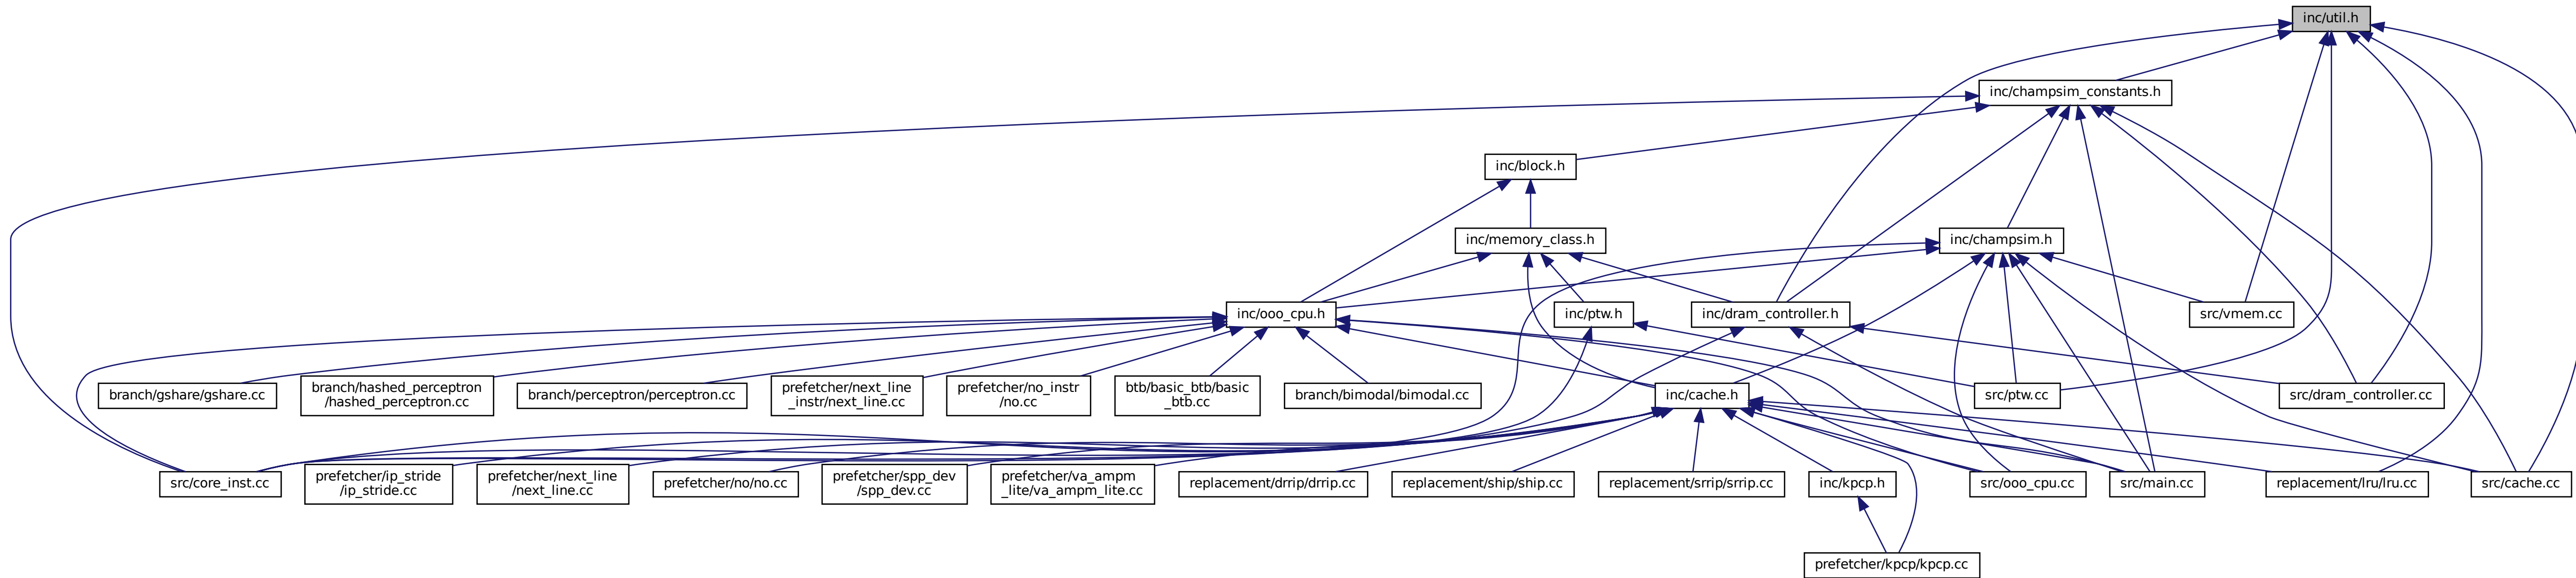 inc/util.h
inc/champsim_constants.h
inc/block.h
inc/memory_class.h
inc/champsim.h
inc/ooo_cpu.h
inc/ptw.h
inc/dram_controller.h
src/vmem.cc
branch/gshare/gshare.cc
branch/hashed_perceptron
/hashed_perceptron.cc
branch/perceptron/perceptron.cc
prefetcher/next_line
_instr/next_line.cc
prefetcher/no_instr
/no.cc
btb/basic_btb/basic
_btb.cc
branch/bimodal/bimodal.cc
inc/cache.h
src/ptw.cc
src/dram_controller.cc
src/core_inst.cc
prefetcher/ip_stride
/ip_stride.cc
prefetcher/next_line
/next_line.cc
prefetcher/no/no.cc
prefetcher/spp_dev
/spp_dev.cc
prefetcher/va_ampm
_lite/va_ampm_lite.cc
replacement/drrip/drrip.cc
replacement/ship/ship.cc
replacement/srrip/srrip.cc
inc/kpcp.h
src/ooo_cpu.cc
src/main.cc
replacement/lru/lru.cc
src/cache.cc
prefetcher/kpcp/kpcp.cc